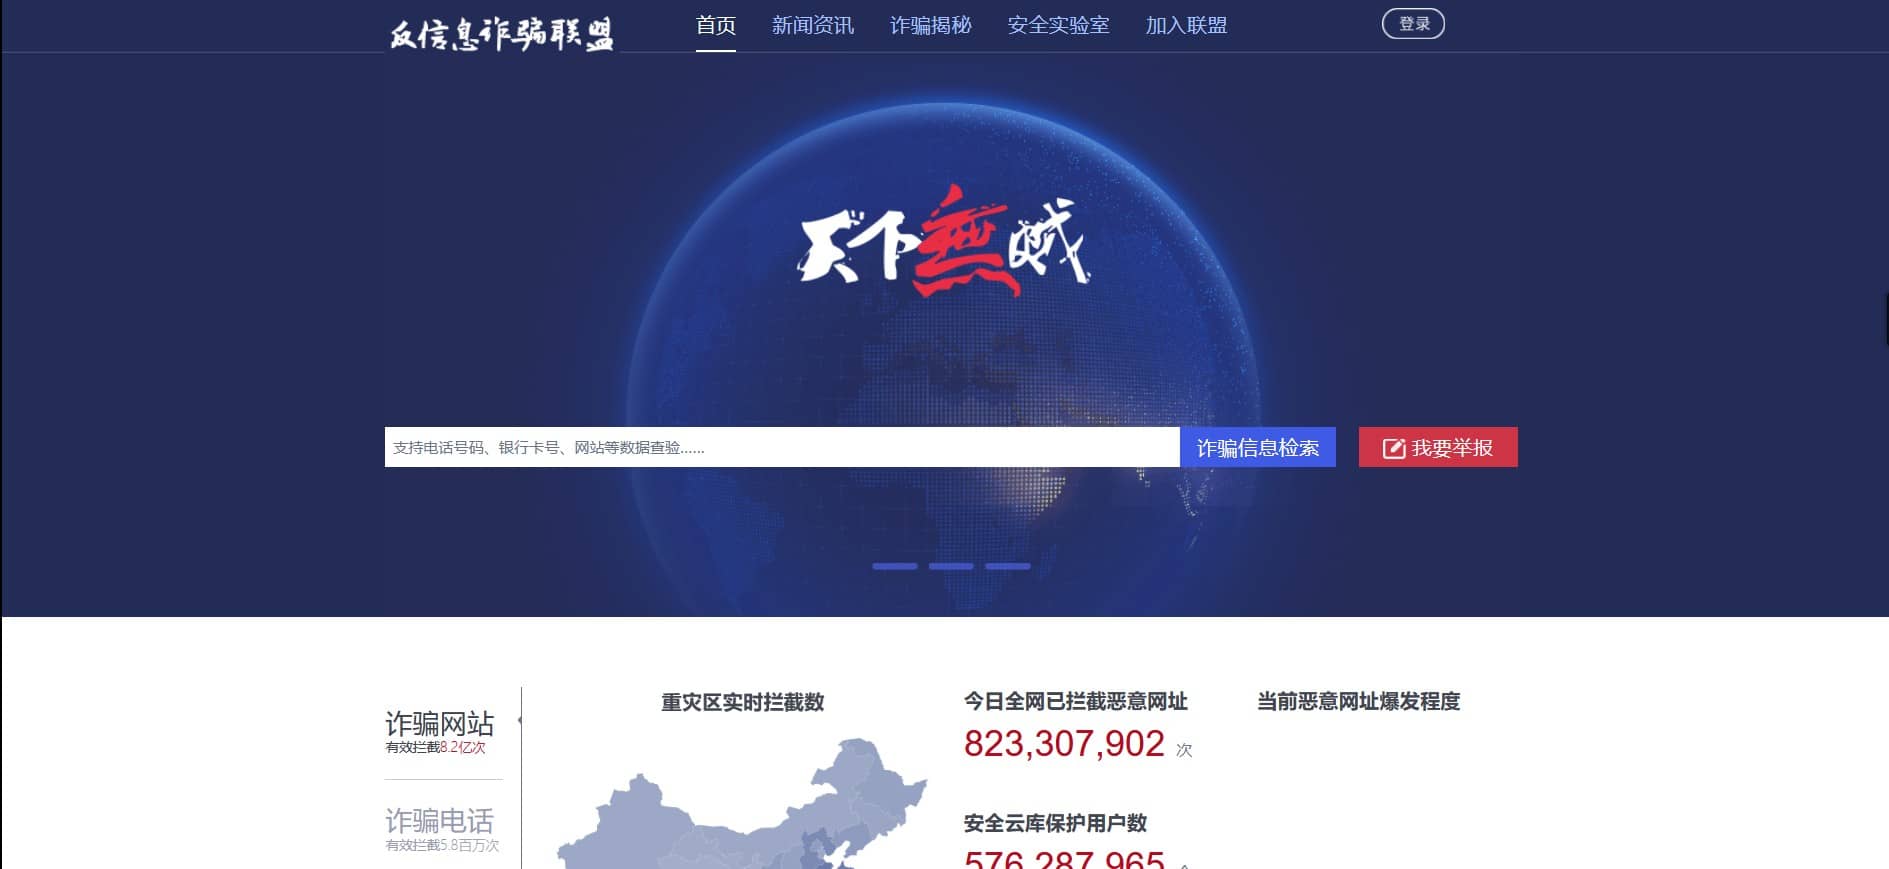 反信息诈骗联盟
首页 新闻资讯 诈骗揭秘 安全实验室 加入联盟
登录
天下無贼
支持电话号码、银行卡号、网站等数据查验......
诈骗信息检索
我要举报
诈骗网站
有效拦截8.2亿次
诈骗电话
有效拦截5.8百万次
重灾区实时拦截数
今日全网已拦截恶意网址
823,307,902 次
安全云库保护用户数
576,287,965
当前恶意网址爆发程度